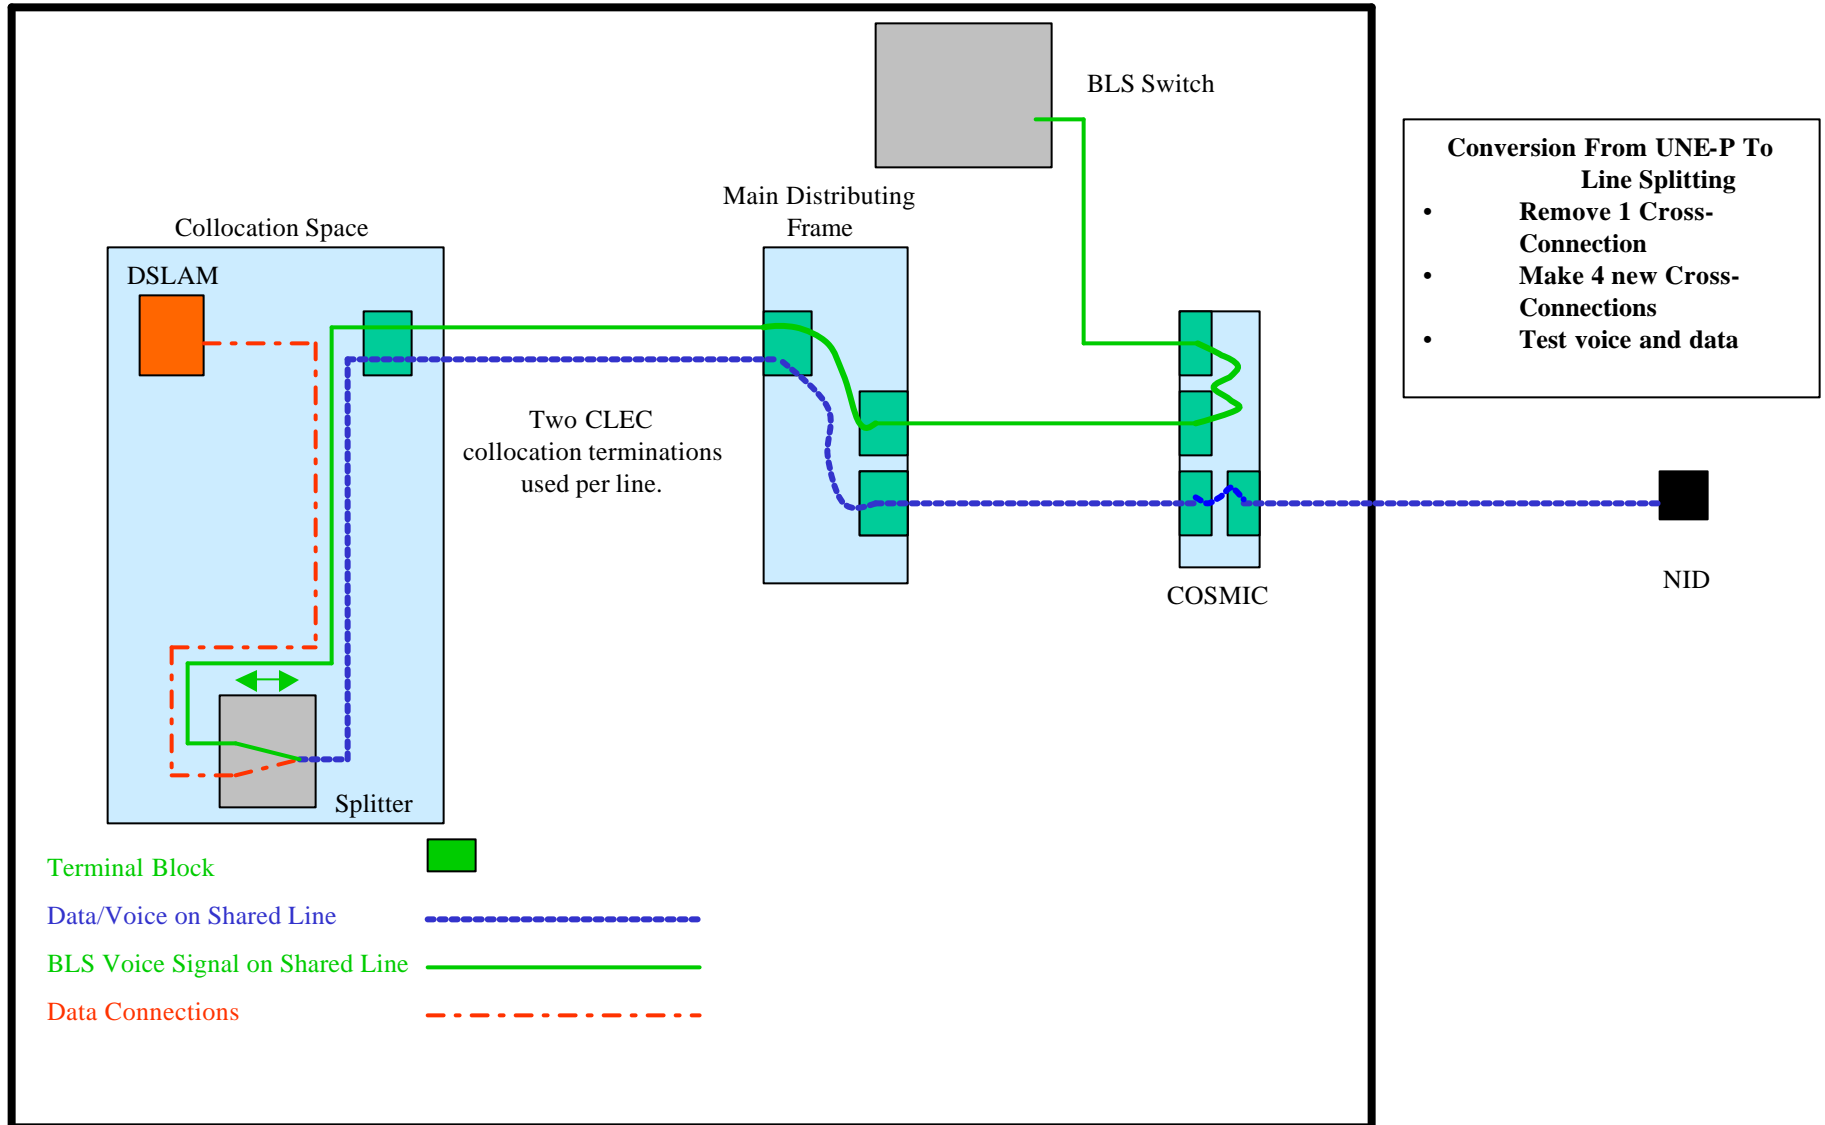 BLS Switch
Conversion From UNE-P To
Line Splitting
• Remove 1 Cross-
Connection
• Make 4 new Cross-
Connections
• Test voice and data
Main Distributing
Frame
Collocation Space
DSLAM
Two CLEC
collocation terminations
used per line.
COSMIC
NID
Splitter
Terminal Block
Data/Voice on Shared Line
BLS Voice Signal on Shared Line
Data Connections